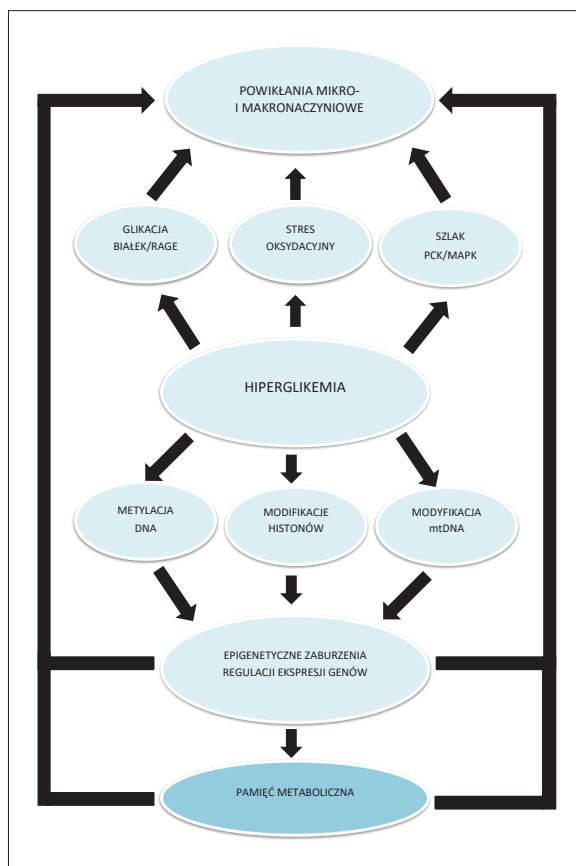 POWIKŁANIA MIKRO-
I MAKRONACZYNIOWE
GLIKACJA
BIAŁEK/RAGE
STRES
OKSYDACYJNY
SZLAK
PCK/MAPK
HIPERGLIKEMIA
METYLACJA
DNA
MODIFIKACJE
HISTONÓW
MODYFIKACJA
mtDNA
EPIGENETYCZNE ZABURZENIA
REGULACJI EKSPRESJI GENÓW
PAMIĘĆ METABOLICZNA